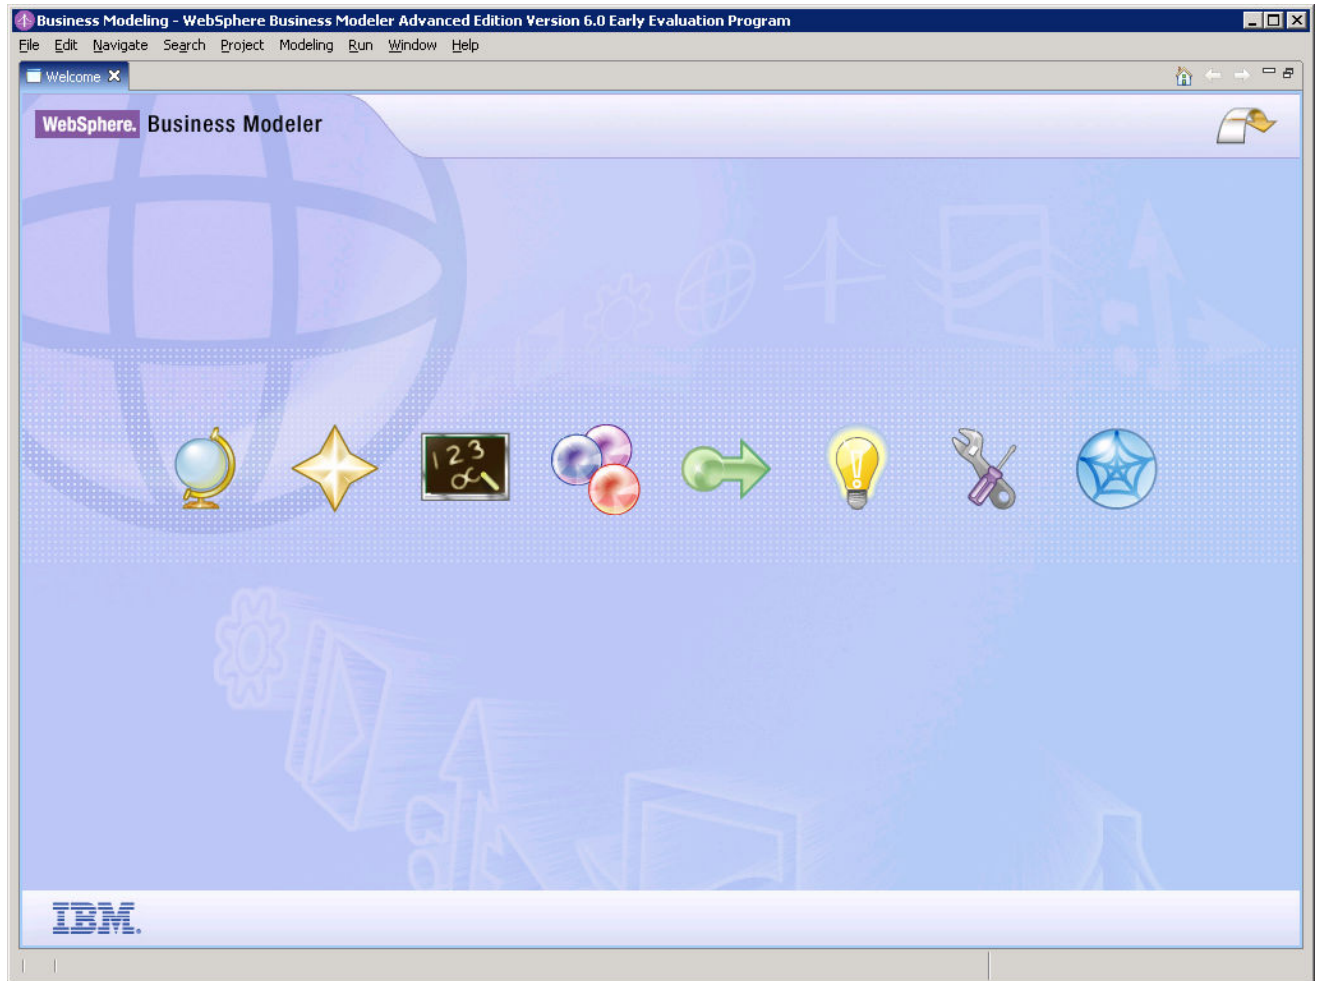 Business Modeling - WebSphere Business Modeler Advanced Edition Version 6.0 Early Evaluation Program
File Edit Navigate Search Project Modeling Run Window Help
Welcome
WebSphere. Business Modeler
123
IBM.